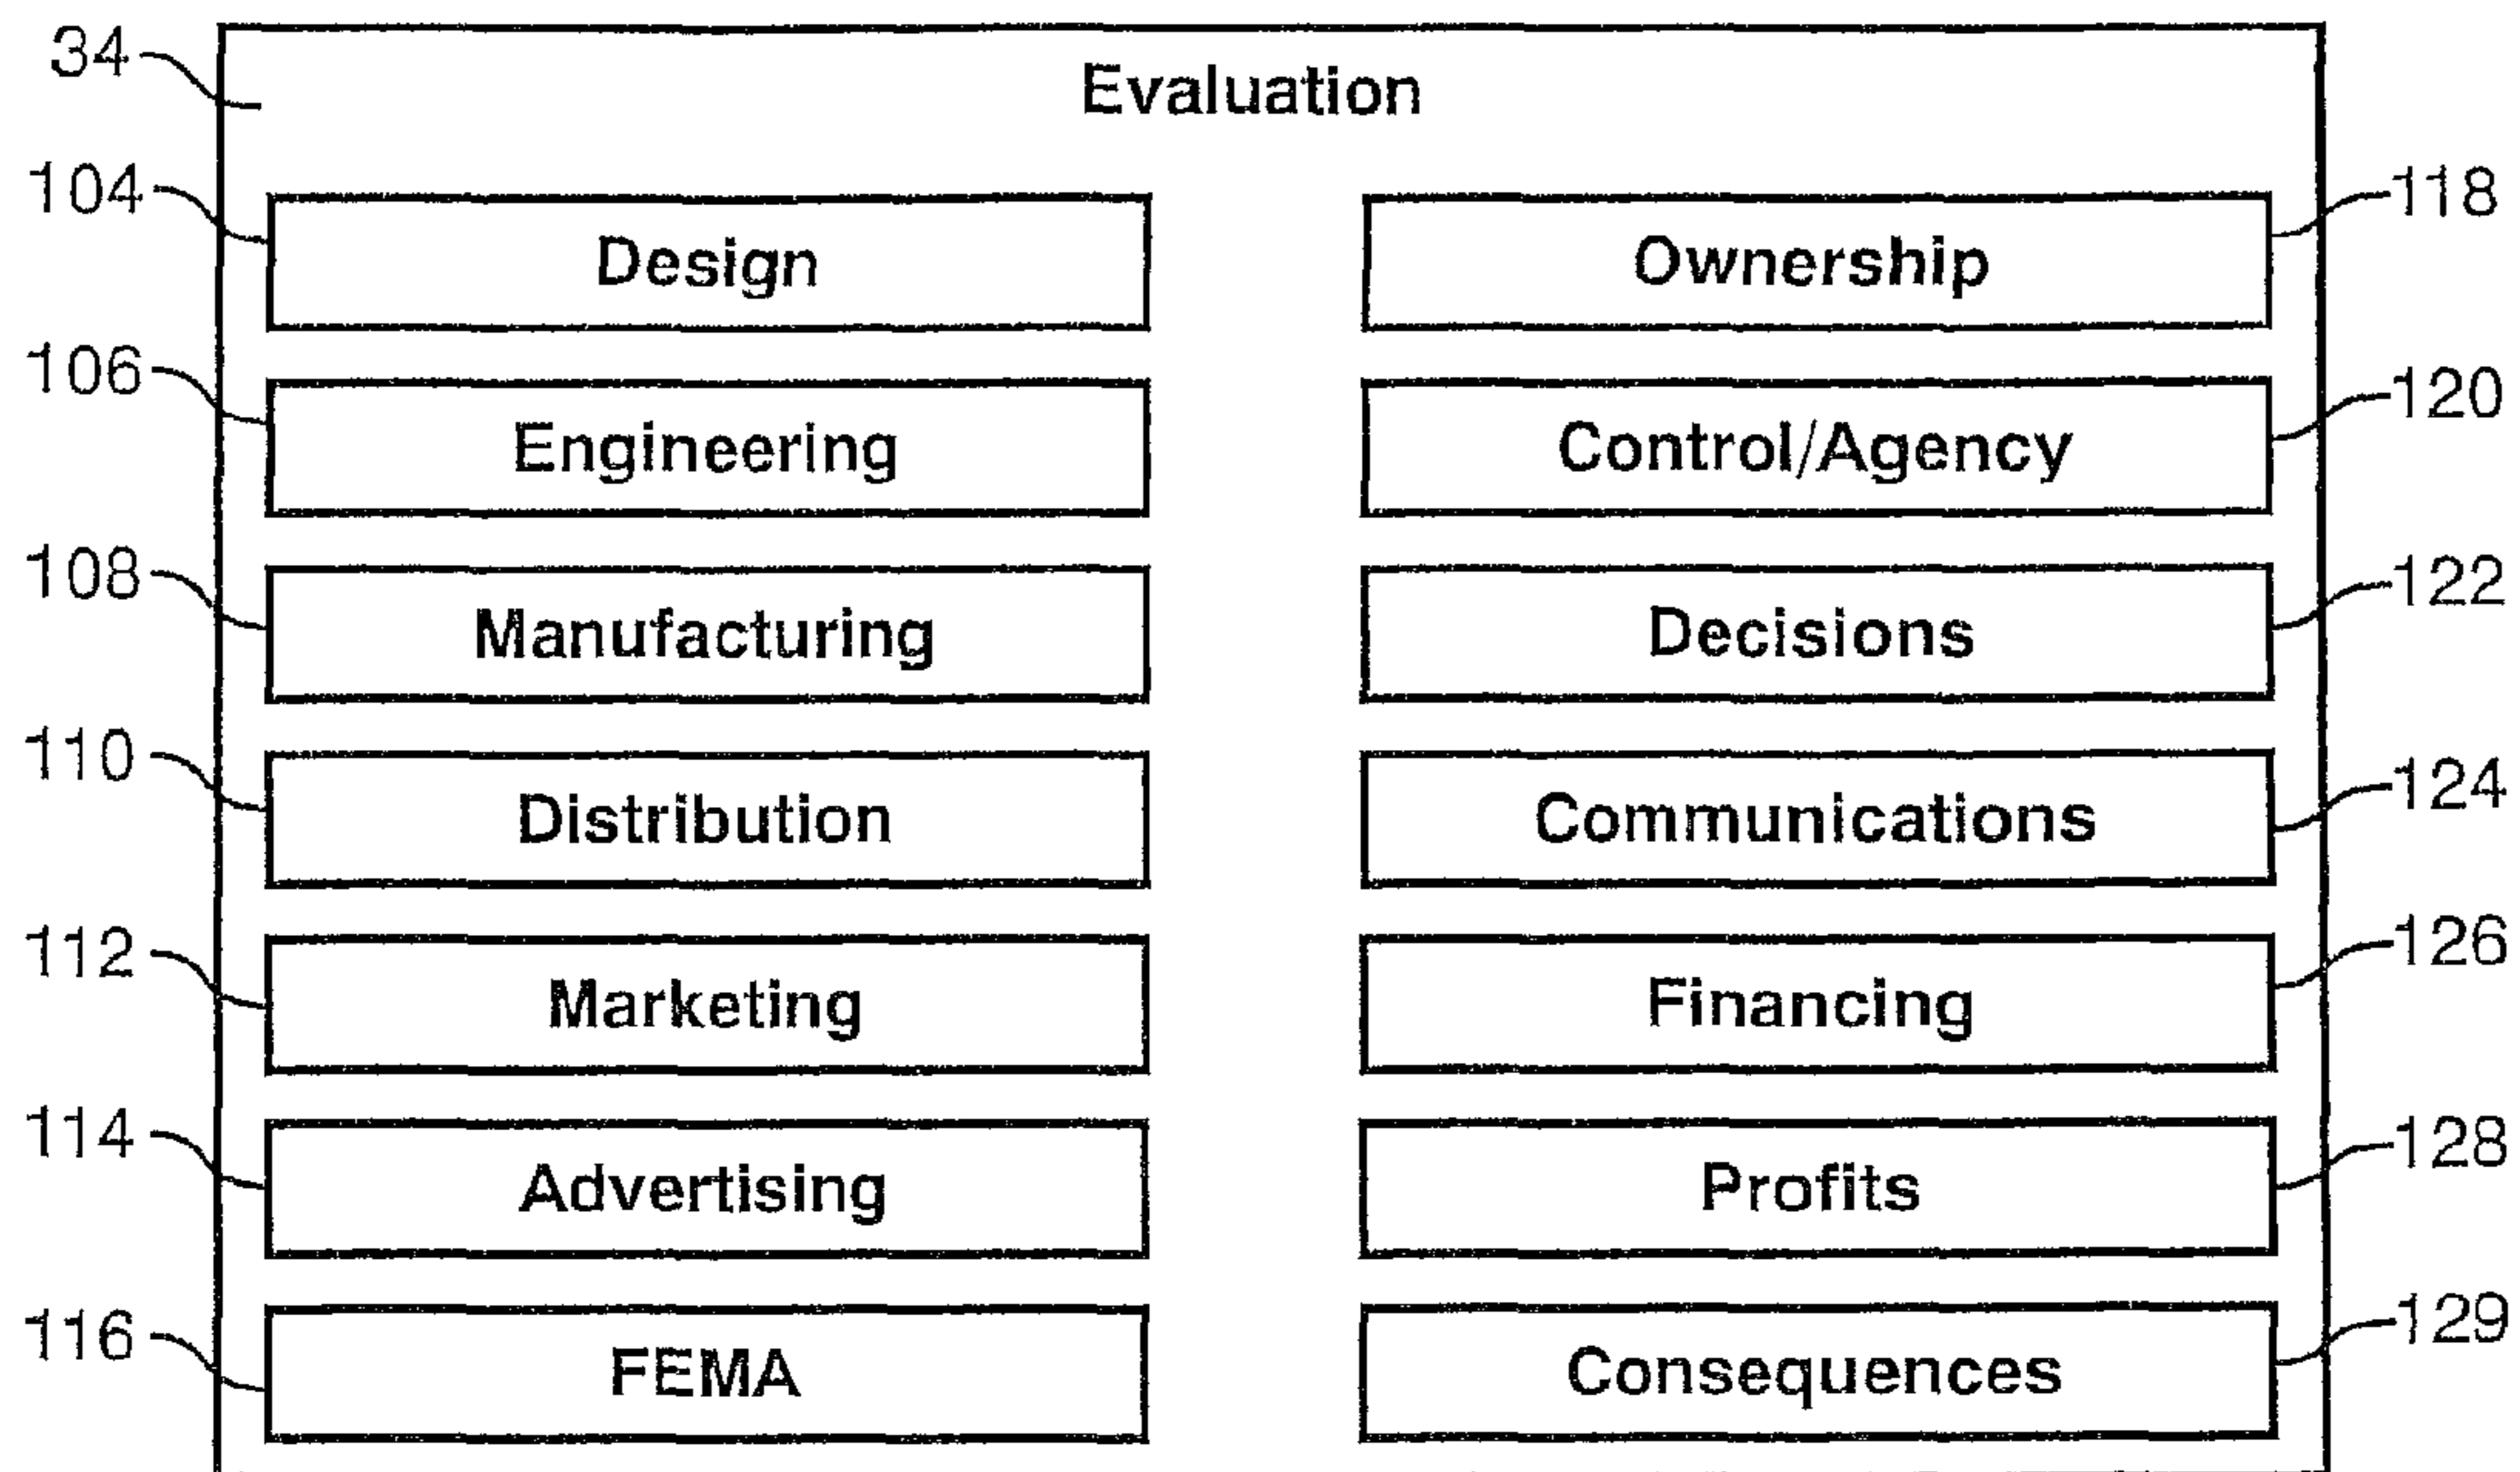 34
Evaluation
104
Design
Ownership
118
106
Engineering
Control/Agency
120
108
Manufacturing
Decisions
122
110
Distribution
Communications
124
112
Marketing
Financing
126
114
Advertising
Profits
128
116
FEMA
Consequences
129